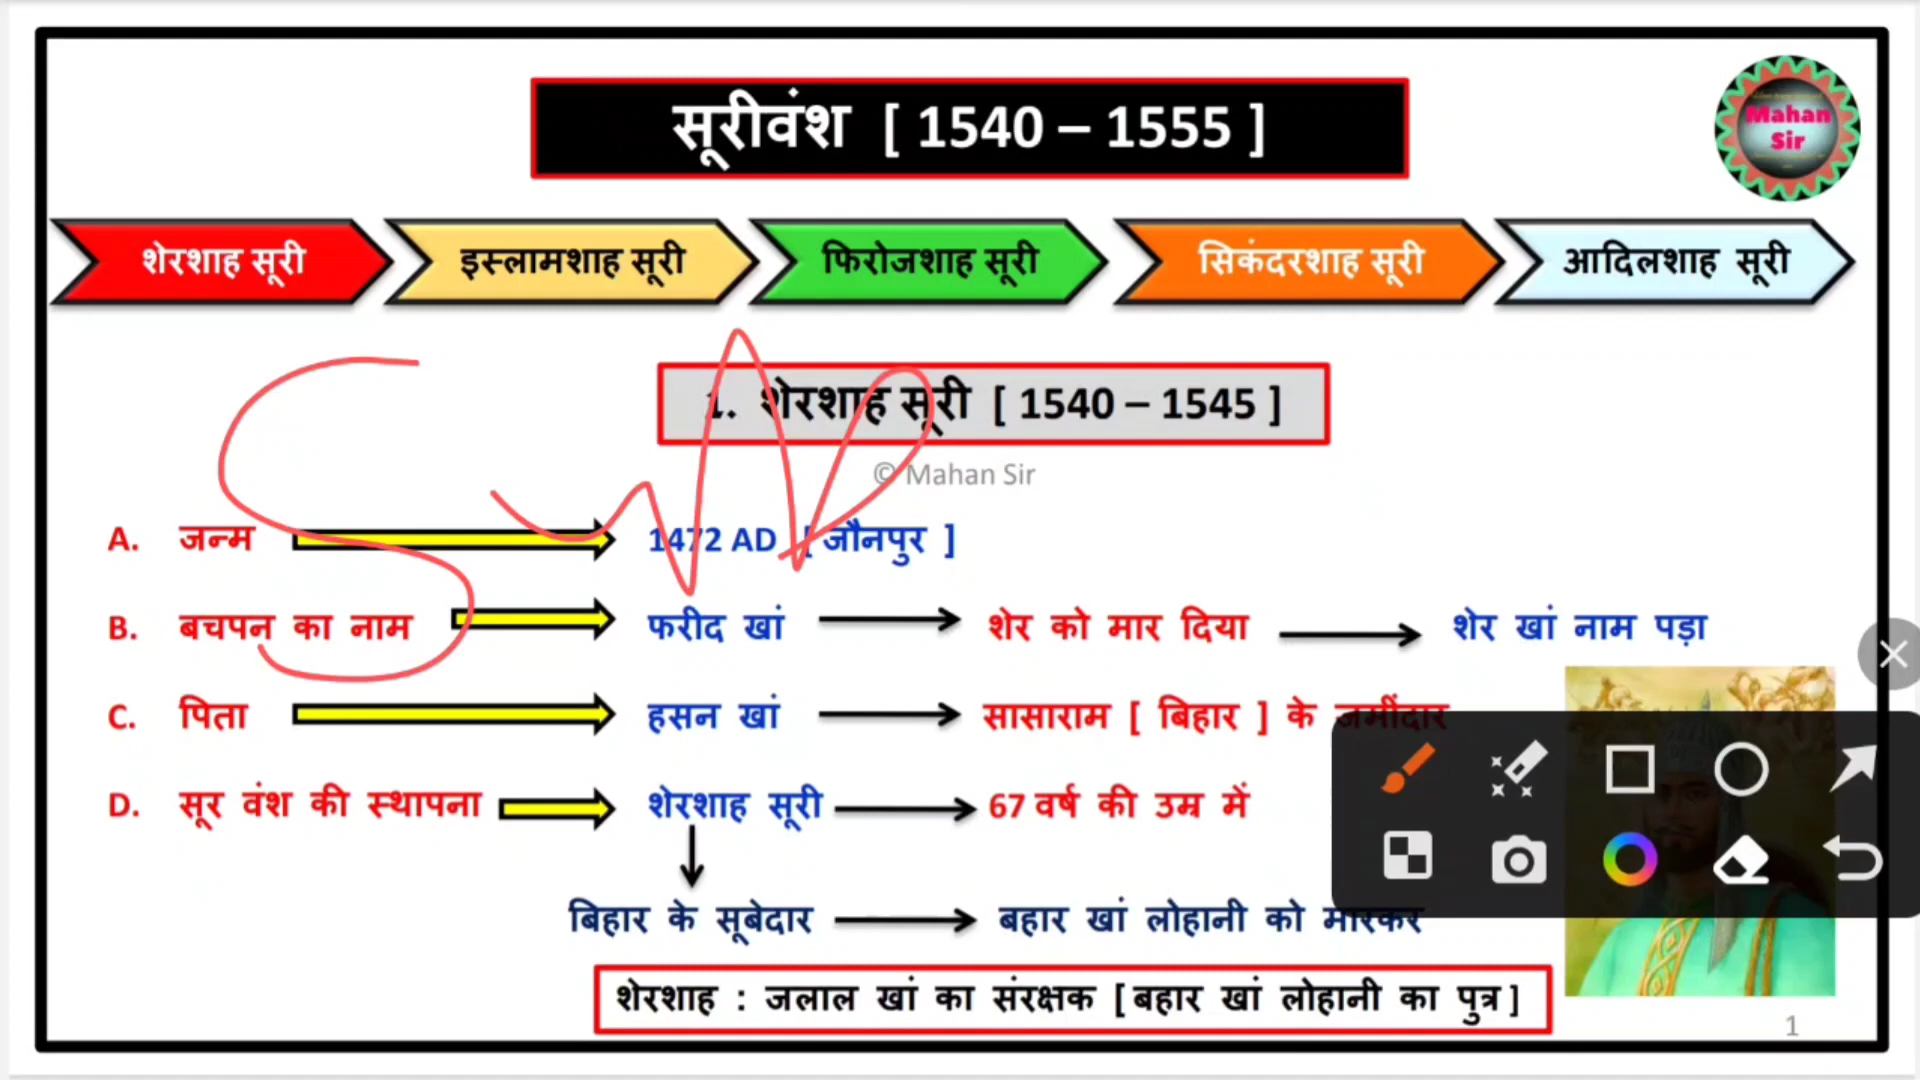 सूरीवंश [ 1540 – 1555 ]
Mahan
Sir
शेरशाह सूरी
इस्लामशाह सूरी
फिरोजशाह सूरी
सिकंदरशाह सूरी
आदिलशाह सूरी
1. शेरशाह सूरी [ 1540 – 1545 ]
© Mahan Sir
A. जन्म 1472 AD [ जौनपुर ]
B. बचपन का नाम फरीद खां शेर को मार दिया शेर खां नाम पड़ा
C. पिता हसन खां सासाराम [ बिहार ] के जमींदार
D. सूर वंश की स्थापना शेरशाह सूरी 67 वर्ष की उम्र में
बिहार के सूबेदार बहार खां लोहानी को मारकर
शेरशाह : जलाल खां का संरक्षक [ बहार खां लोहानी का पुत्र ]
1